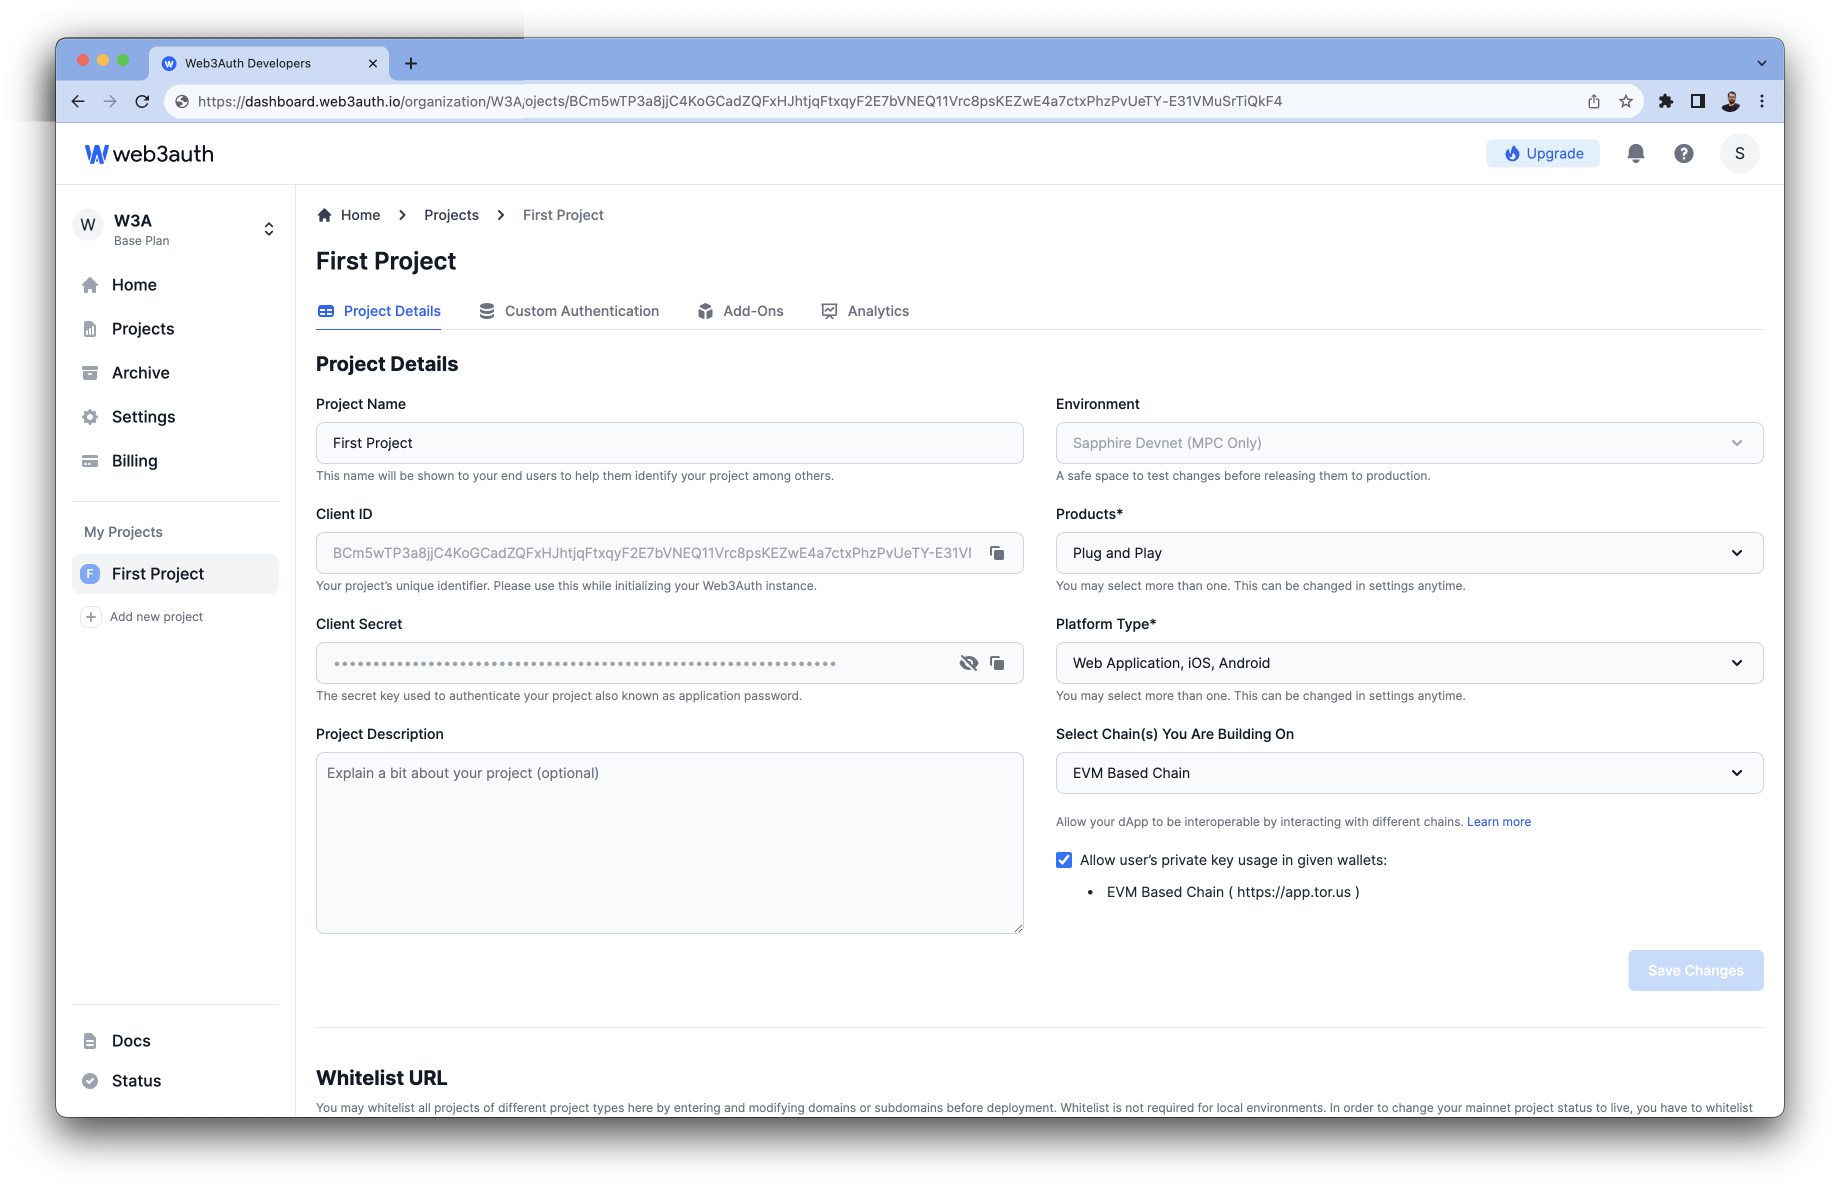 Web3Auth Developers
https://dashboard.web3auth.io/organization/W3A/ojects/BCm5wTP3a8jjC4KoGCadZQFxHJhtjqFtxqyF2E7bVNEQ11Vrc8psKEZwE4a7ctxPhzPvUeTY-E31VMuSrTiQkF4
web3auth
Upgrade
S
W
W3A
Base Plan
Home
Projects
Archive
Settings
Billing
My Projects
F First Project
Add new project
Docs
Status
Home > Projects > First Project
First Project
Project Details
Custom Authentication
Add-Ons
Analytics
Project Details
Project Name
First Project
This name will be shown to your end users to help them identify your project among others.
Client ID
BCm5wTP3a8jjC4KoGCadZQFxHJhtjqFtxqyF2E7bVNEQ11Vrc8psKEZwE4a7ctxPhzPvUeTY-E31V
Your project’s unique identifier. Please use this while initializing your Web3Auth instance.
Client Secret
The secret key used to authenticate your project also known as application password.
Project Description
Explain a bit about your project (optional)
Environment
Sapphire Devnet (MPC Only)
A safe space to test changes before releasing them to production.
Products*
Plug and Play
You may select more than one. This can be changed in settings anytime.
Platform Type*
Web Application, iOS, Android
You may select more than one. This can be changed in settings anytime.
Select Chain(s) You Are Building On
EVM Based Chain
Allow your dApp to be interoperable by interacting with different chains. Learn more
Allow user’s private key usage in given wallets:
• EVM Based Chain ( https://app.tor.us )
Save Changes
Whitelist URL
You may whitelist all projects of different project types here by entering and modifying domains or subdomains before deployment. Whitelist is not required for local environments. In order to change your mainnet project status to live, you have to whitelist